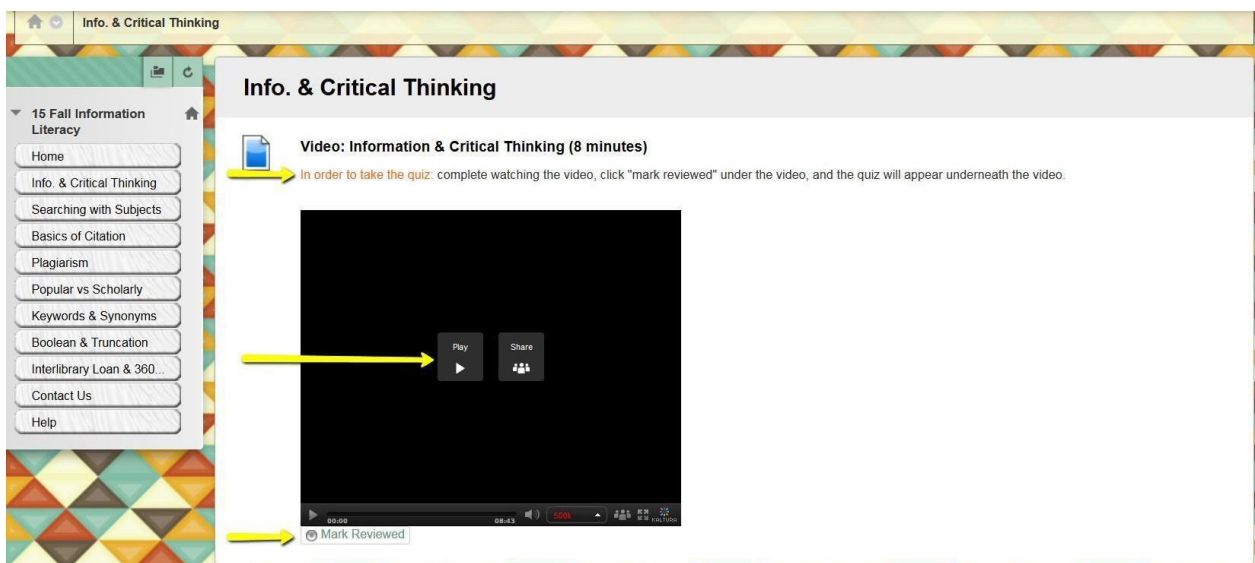 Info. & Critical Thinking
15 Fall Information
Literacy
Home
Info. & Critical Thinking
Searching with Subjects
Basics of Citation
Plagiarism
Popular vs Scholarly
Keywords & Synonyms
Boolean & Truncation
Interlibrary Loan & 360...
Contact Us
Help
Info. & Critical Thinking
Video: Information & Critical Thinking (8 minutes)
In order to take the quiz: complete watching the video, click "mark reviewed" under the video, and the quiz will appear underneath the video.
Play
Share
00:00
08:43
500k
KALTURA
Mark Reviewed